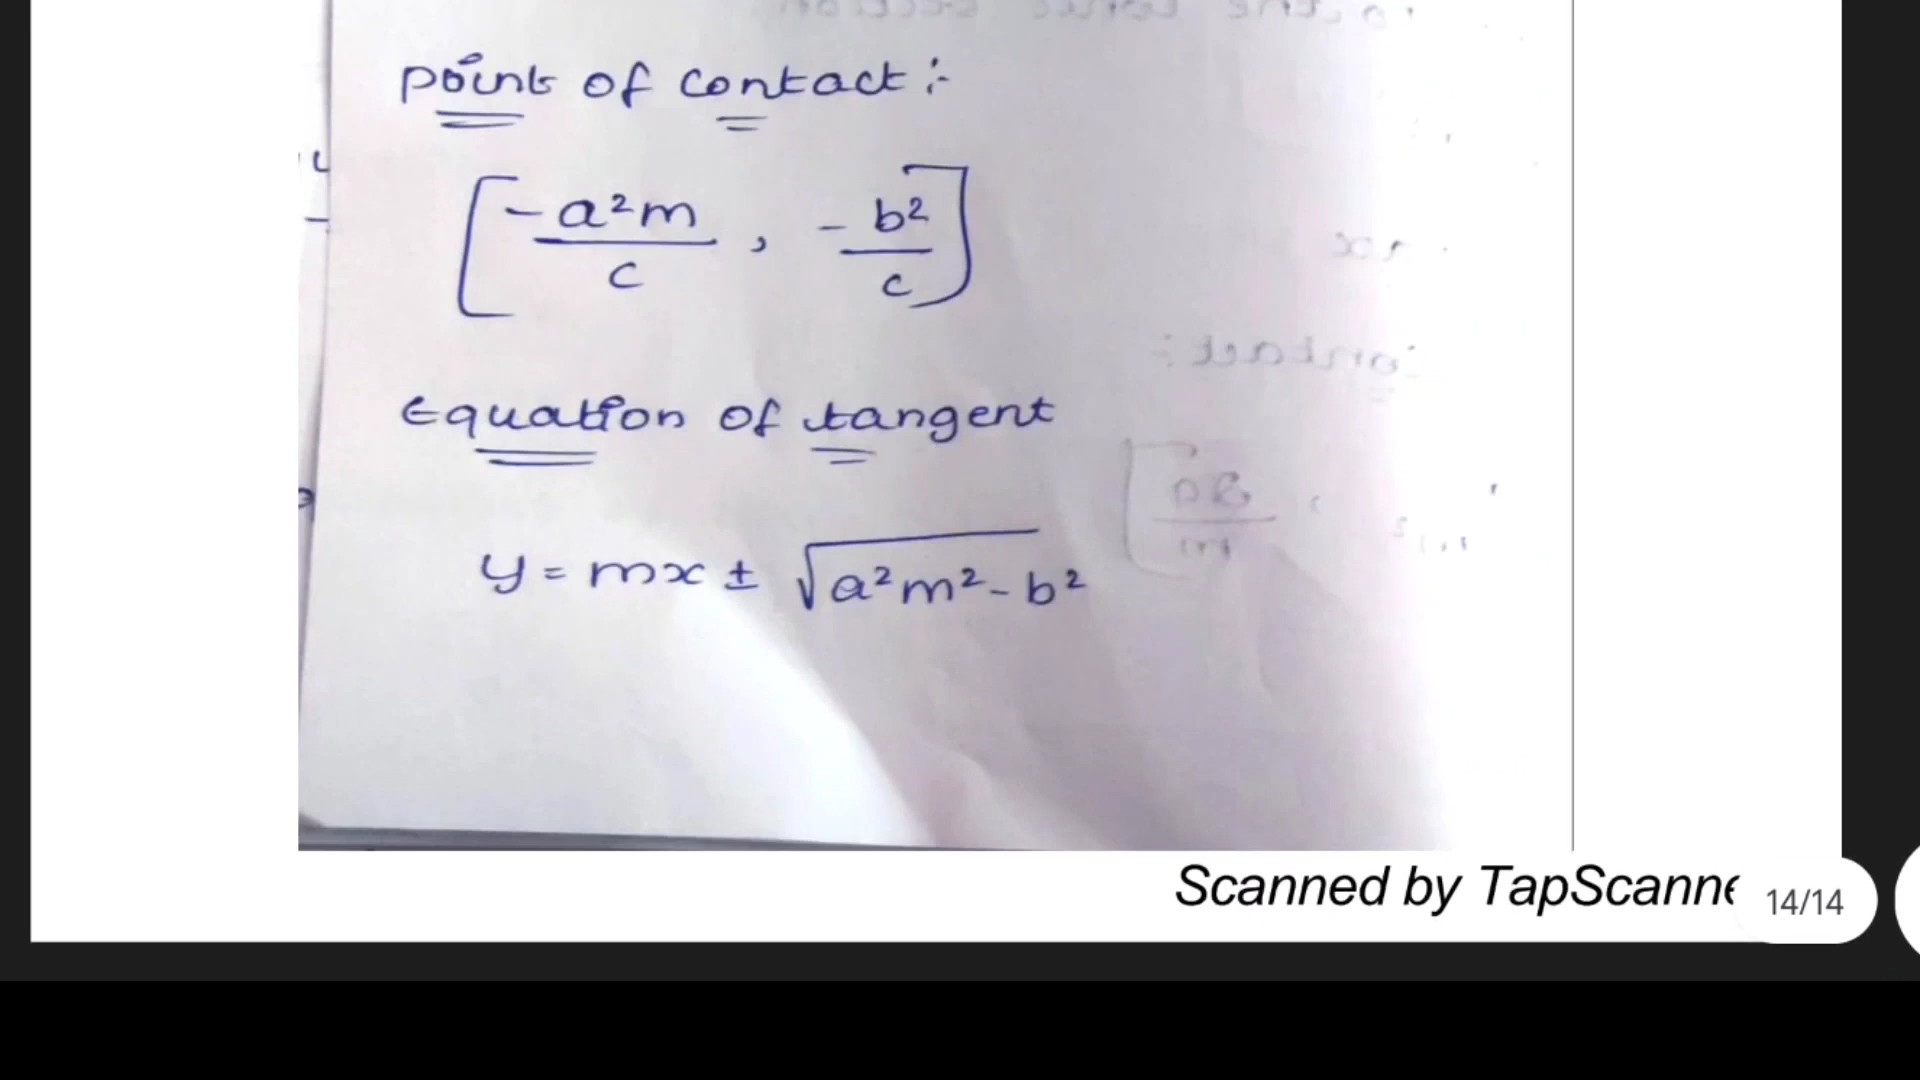 point of contact :-
[-a²m/c , -b²/c]
Equation of tangent
y = mx ± √a²m² - b²
Scanned by TapScanne
14/14